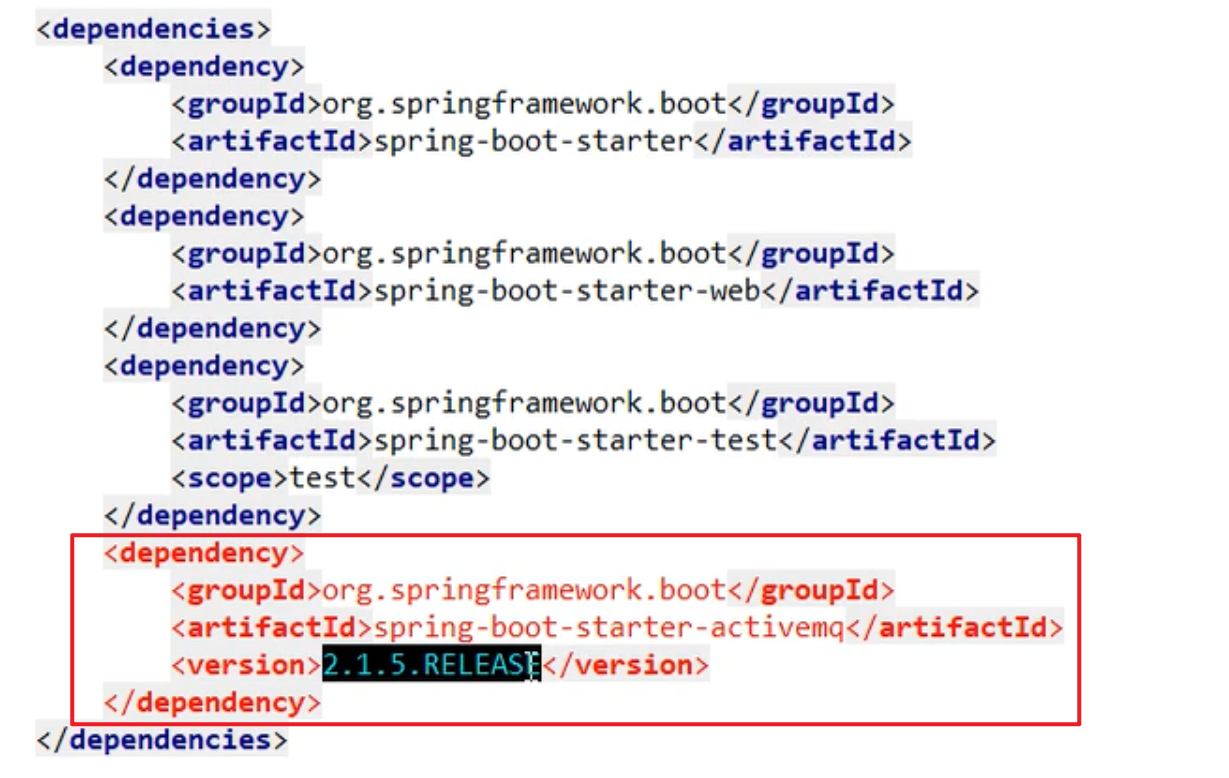 <dependencies>
<dependency>
<groupId>org.springframework.boot</groupId>
<artifactId>spring-boot-starter</artifactId>
</dependency>
<dependency>
<groupId>org.springframework.boot</groupId>
<artifactId>spring-boot-starter-web</artifactId>
</dependency>
<dependency>
<groupId>org.springframework.boot</groupId>
<artifactId>spring-boot-starter-test</artifactId>
<scope>test</scope>
</dependency>
<dependency>
<groupId>org.springframework.boot</groupId>
<artifactId>spring-boot-starter-activemq</artifactId>
<version>2.1.5.RELEASE</version>
</dependency>
</dependencies>